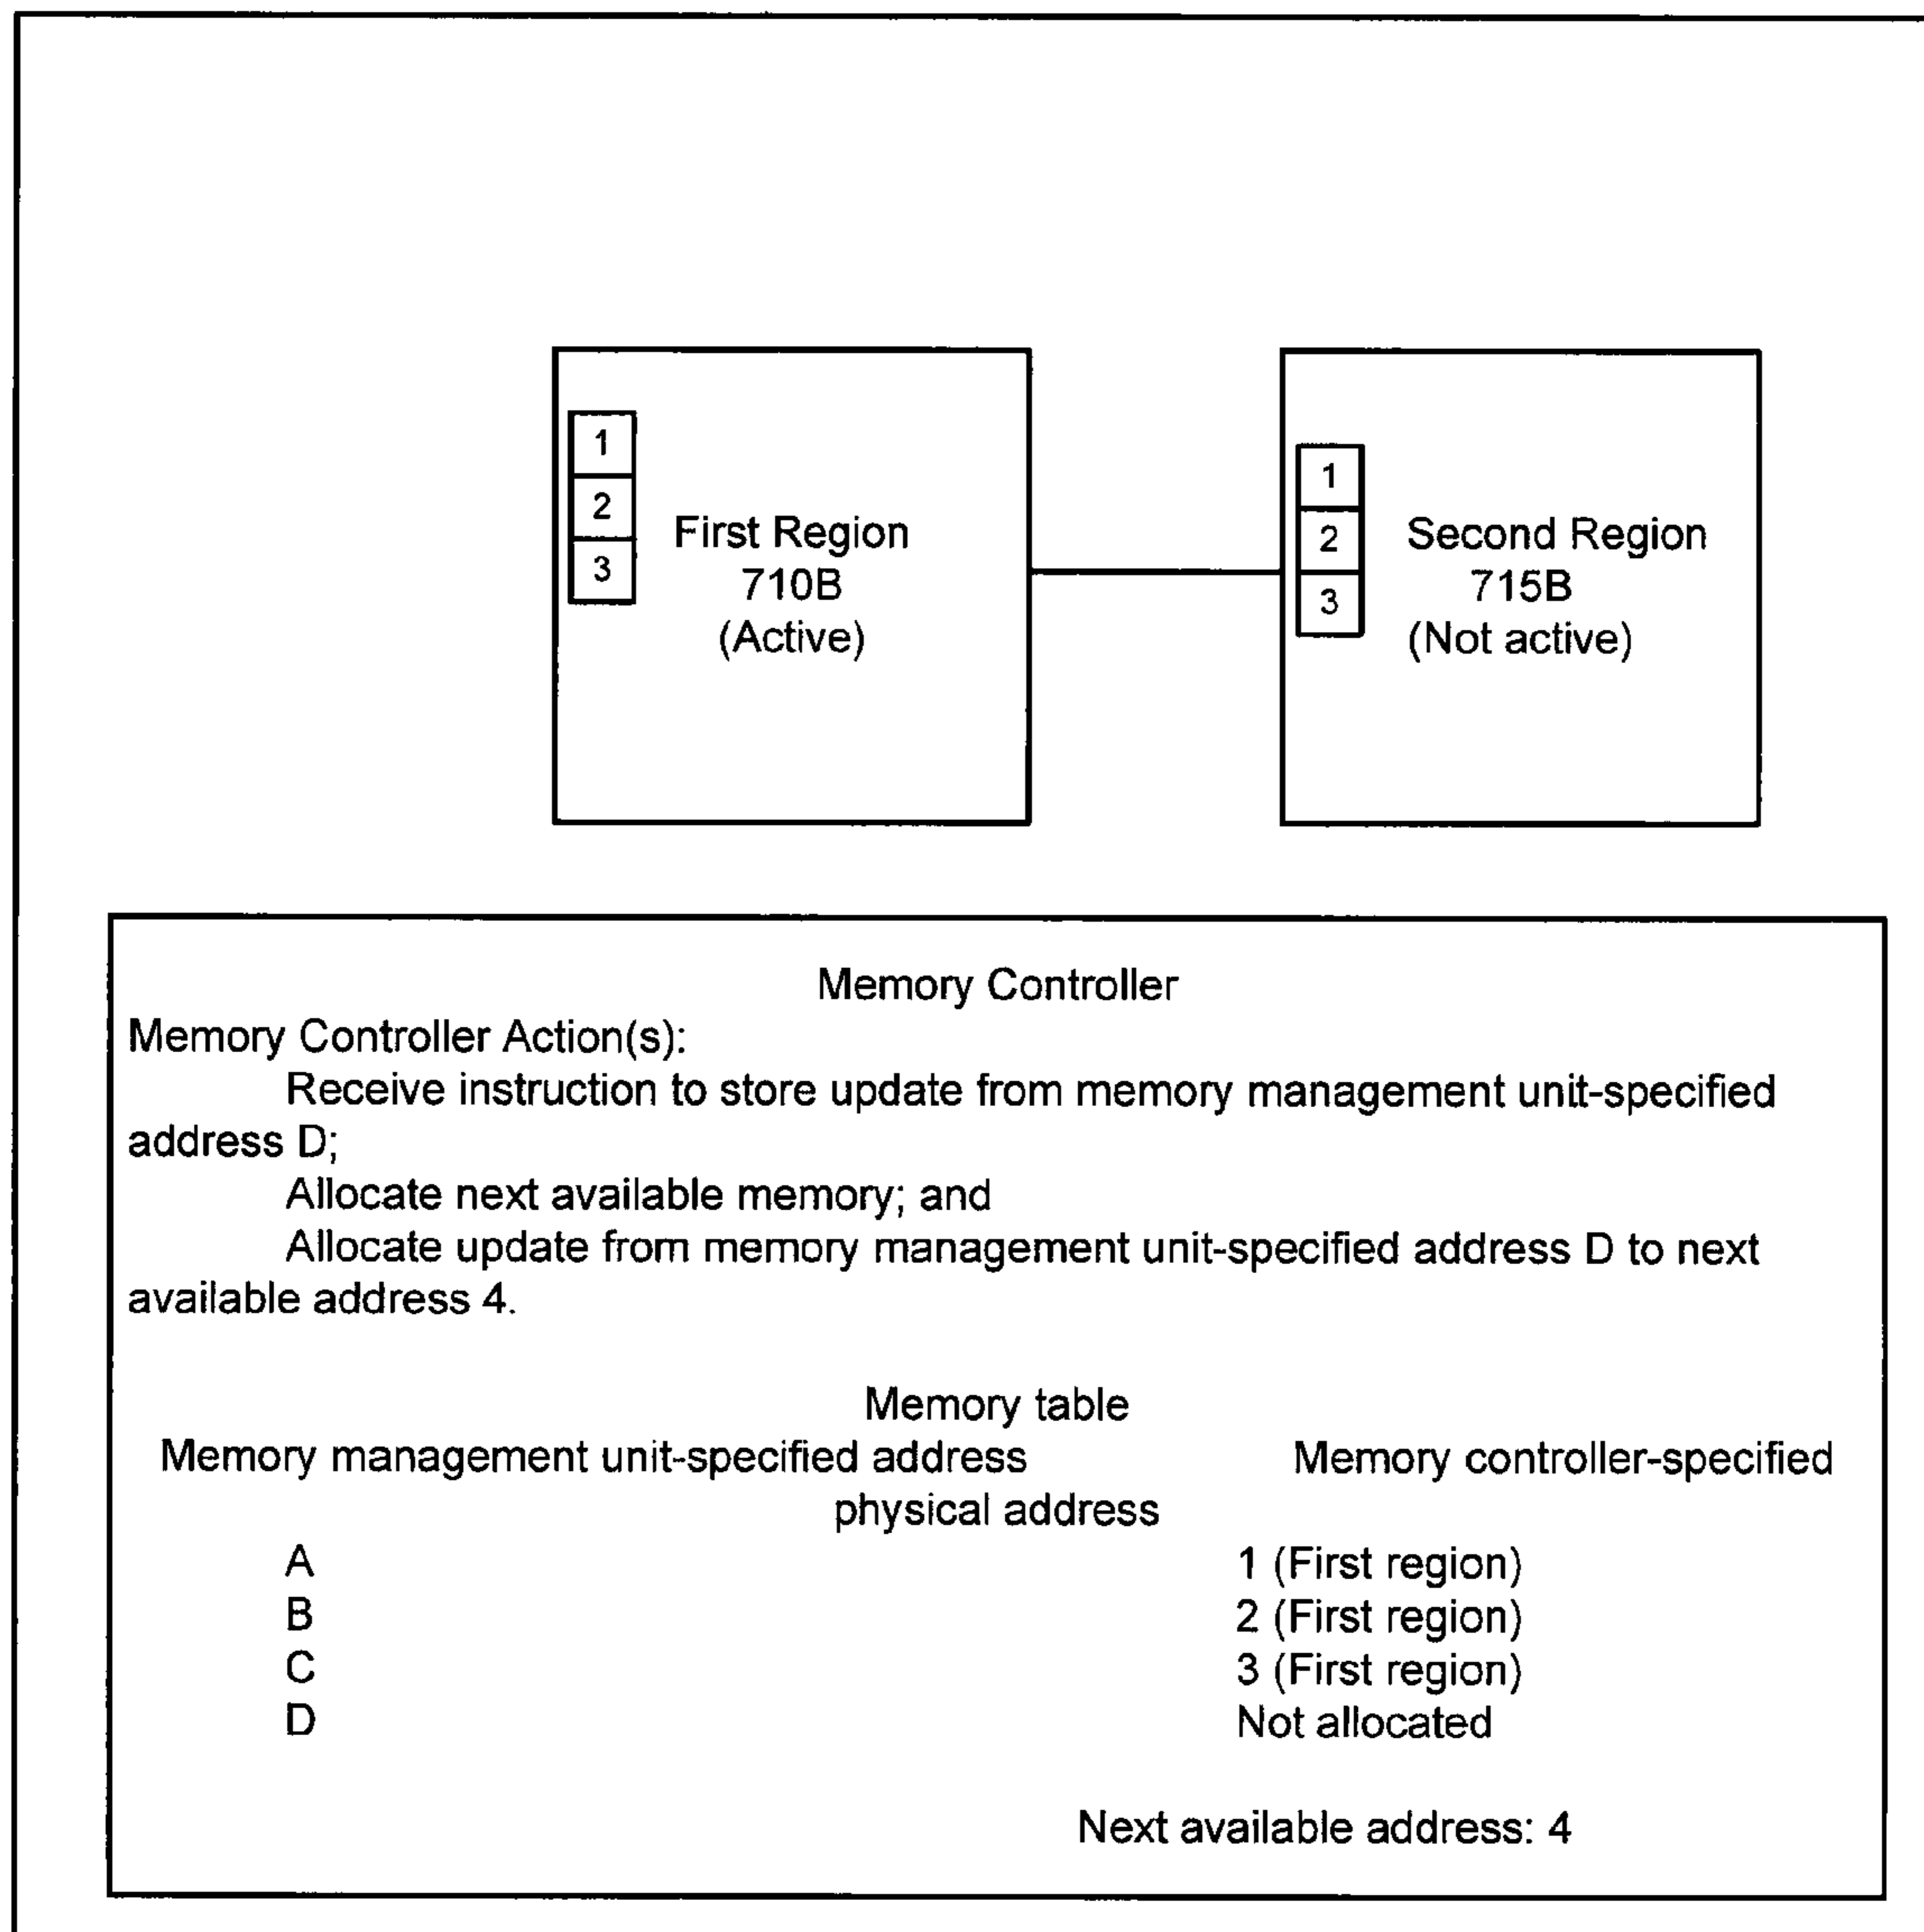 1
2
3
First Region
710B
(Active)
1
2
3
Second Region
715B
(Not active)
Memory Controller
Memory Controller Action(s):
Receive instruction to store update from memory management unit-specified
address D;
Allocate next available memory; and
Allocate update from memory management unit-specified address D to next
available address 4.
Memory table
Memory management unit-specified address Memory controller-specified
physical address
A 1 (First region)
B 2 (First region)
C 3 (First region)
D Not allocated
Next available address: 4